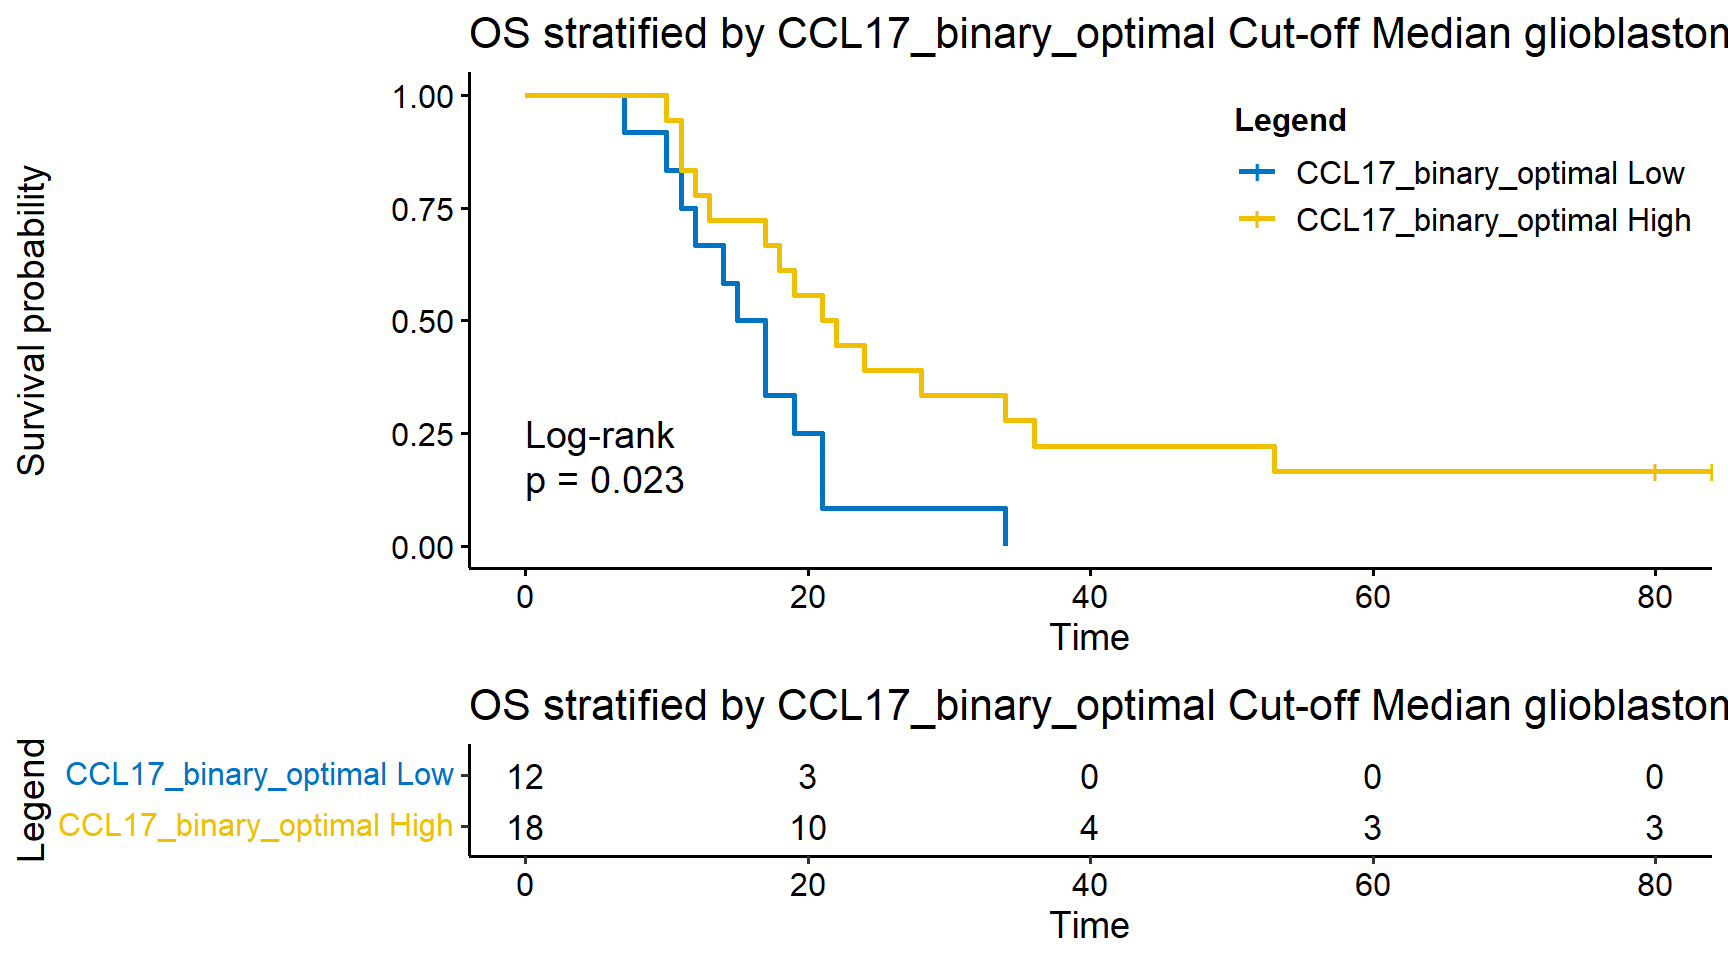 OS stratified by CCL17_binary_optimal Cut-off Median glioblastom
Survival probability
1.00
0.75
0.50
0.25
0.00
Legend
CCL17_binary_optimal Low
CCL17_binary_optimal High
Log-rank
p = 0.023
0 20 40 60 80
Time
OS stratified by CCL17_binary_optimal Cut-off Median glioblastom
Legend
CCL17_binary_optimal Low 12 3 0 0 0
CCL17_binary_optimal High 18 10 4 3 3
0 20 40 60 80
Time